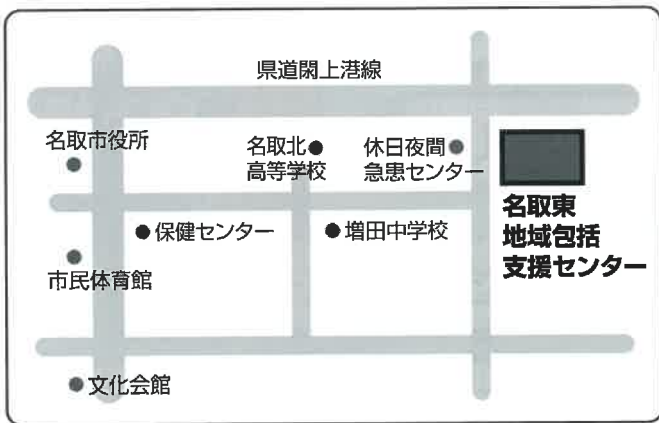 県道閖上港線
名取市役所
名取北
高等学校
休日夜間
急患センター
名取東
地域包括
支援センター
保健センター
増田中学校
市民体育館
文化会館